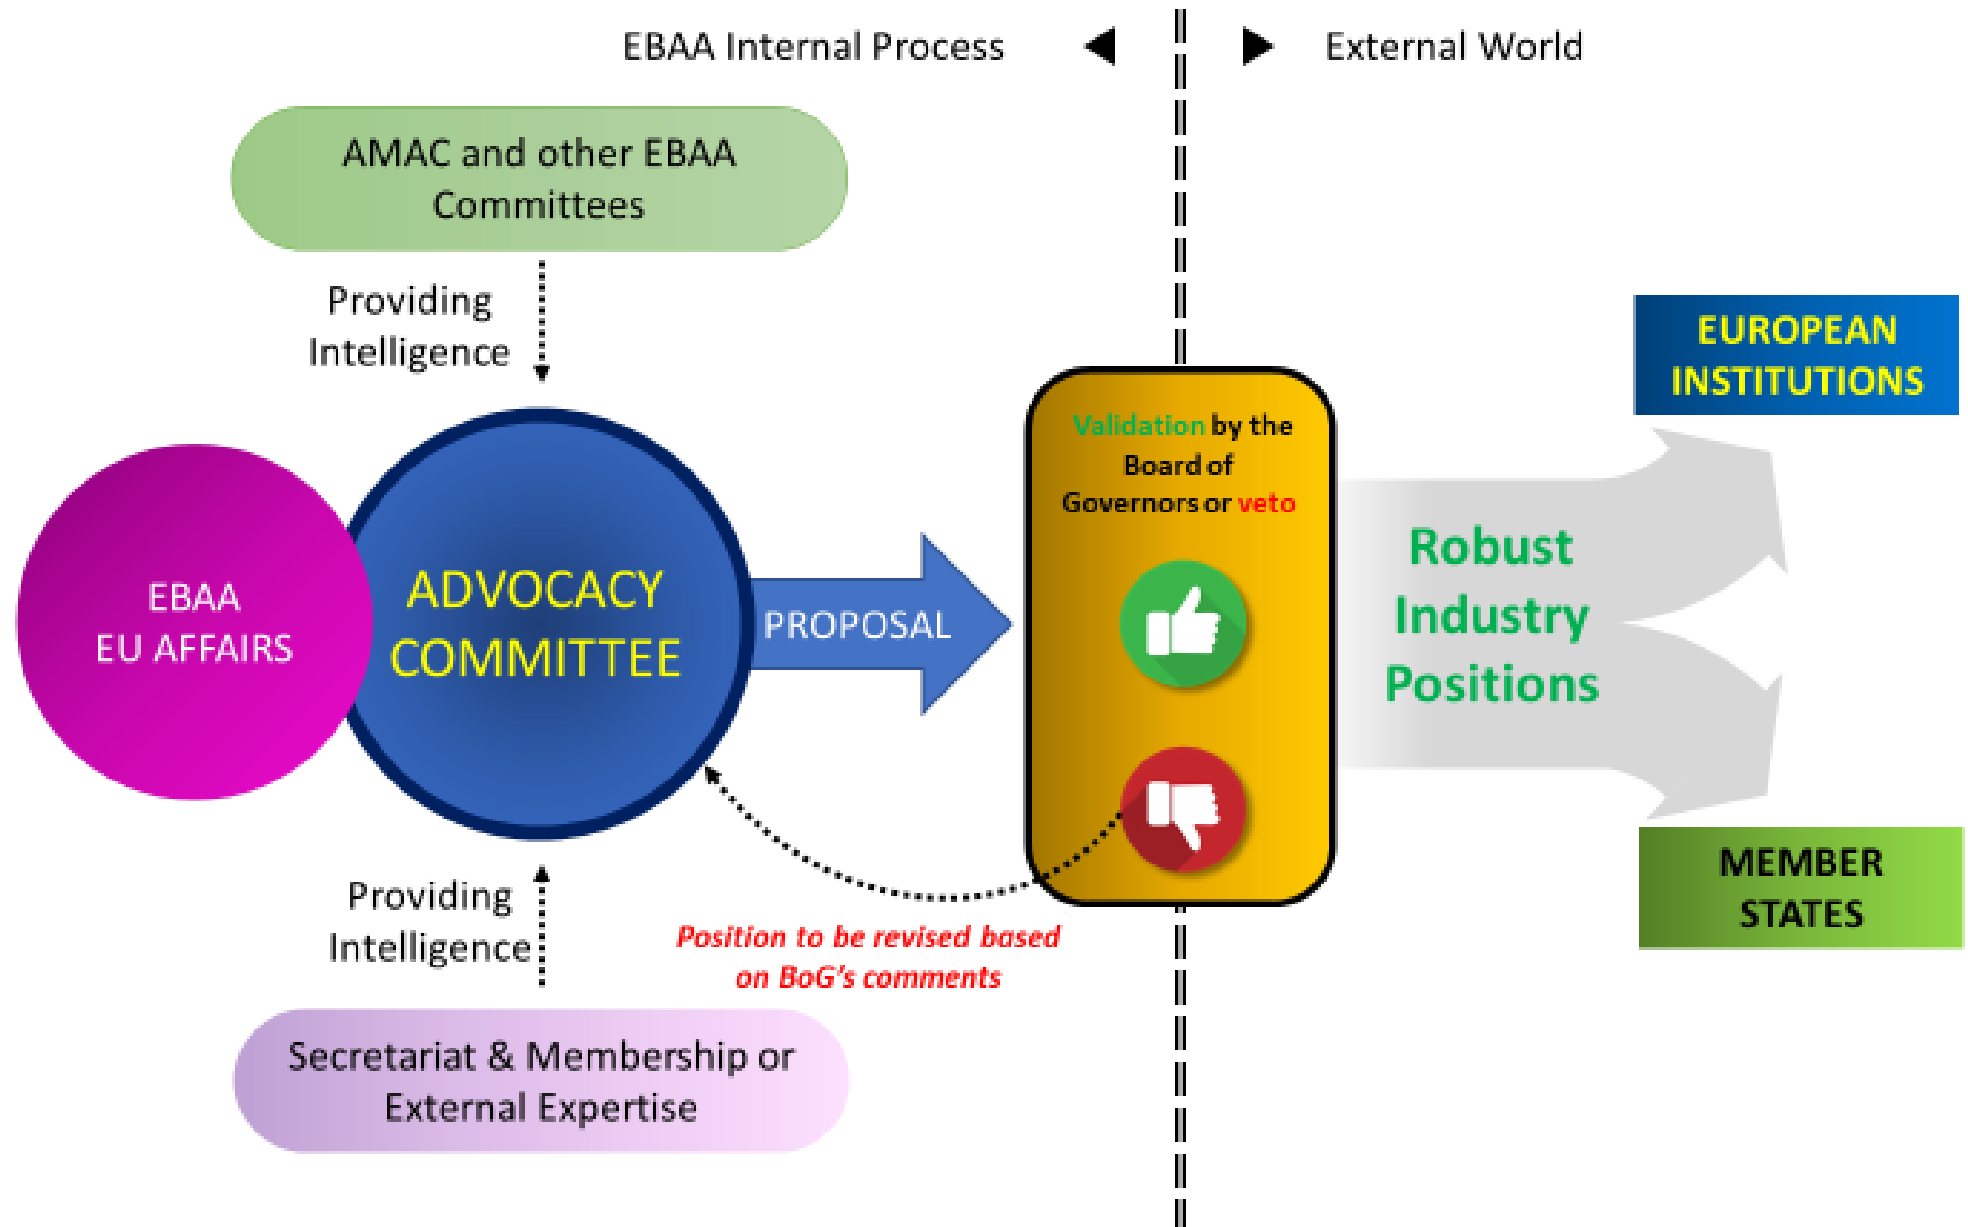 EBAA Internal Process
External World
AMAC and other EBAA
Committees
Providing
Intelligence
EUROPEAN
INSTITUTIONS
Validation by the
Board of
Governors or veto
EBAA
EU AFFAIRS
ADVOCACY
COMMITTEE
PROPOSAL
Robust
Industry
Positions
MEMBER
STATES
Providing
Intelligence
Position to be revised based
on BoG's comments
Secretariat & Membership or
External Expertise